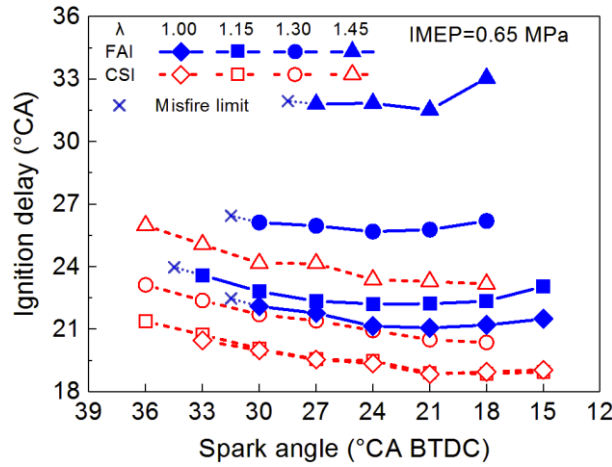 λ 1.00 1.15 1.30 1.45 IMEP=0.65 MPa
FAI
CSI
Misfire limit
36
33
30
27
24
21
18
Ignition delay (°CA)
39 36 33 30 27 24 21 18 15 12
Spark angle (°CA BTDC)